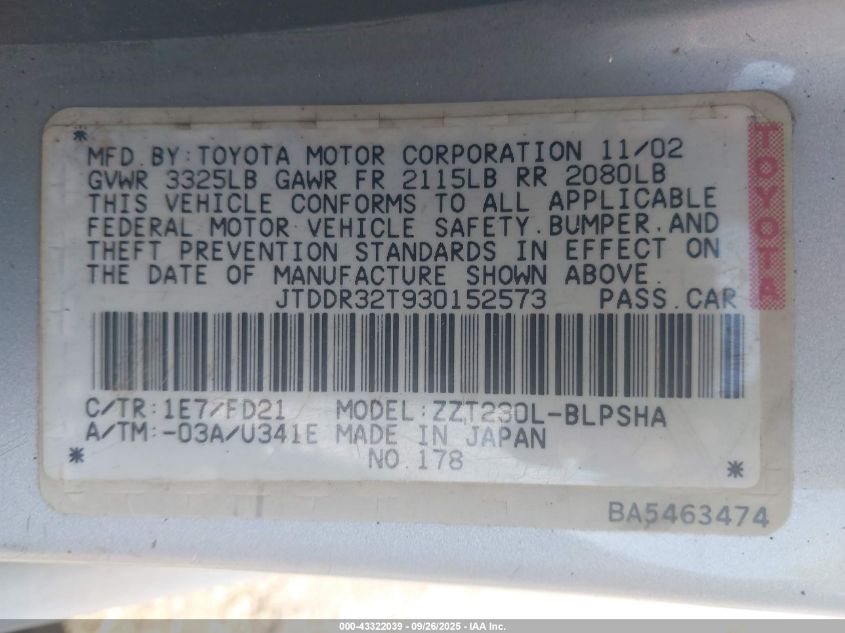 MFD.BY:TOYOTA MOTOR CORPORATION 11/02
GVWR 3325LB GAWR FR 2115LB RR 2080LB
THIS VEHICLE CONFORMS TO ALL APPLICABLE
FEDERAL MOTOR VEHICLE SAFETY.BUMPER.AND
THEFT PREVENTION STANDARDS IN EFFECT ON
THE DATE OF MANUFACTURE SHOWN ABOVE.
JTDDR32T930152573 PASS.CAR
TOYOTA
C/TR:1E7/FD21 MODEL:ZZT230L-BLPSHA
A/TM:-03A/U341E MADE IN JAPAN
NO.178
BA5463474
000-43322039 - 09/26/2025 - IAA Inc.